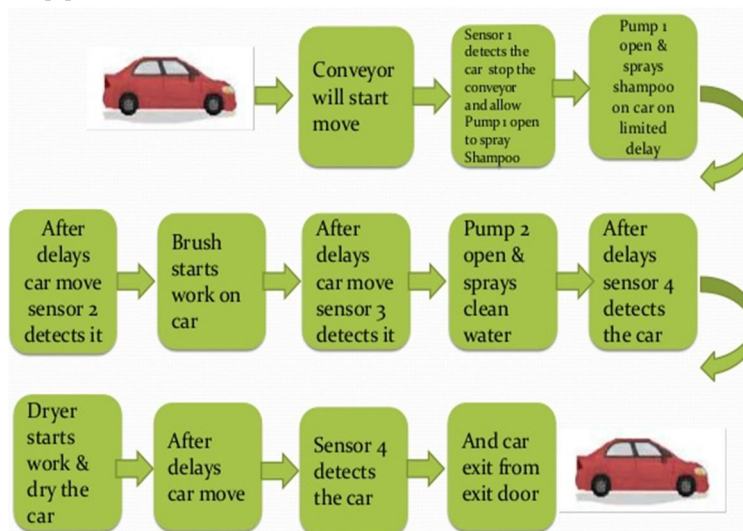 Conveyor
will start
move
Sensor 1
detects the
car stop the
conveyor
and allow
Pump 1 open
to spray
Shampoo
Pump 1
open &
sprays
shampoo
on car on
limited
delay
After
delays
car move
sensor 2
detects it
Brush
starts
work on
car
After
delays
car move
sensor 3
detects it
Pump 2
open &
sprays
clean
water
After
delays
sensor 4
detects
the car
Dryer
starts
work &
dry the
car
After
delays
car move
Sensor 4
detects
the car
And car
exit from
exit door